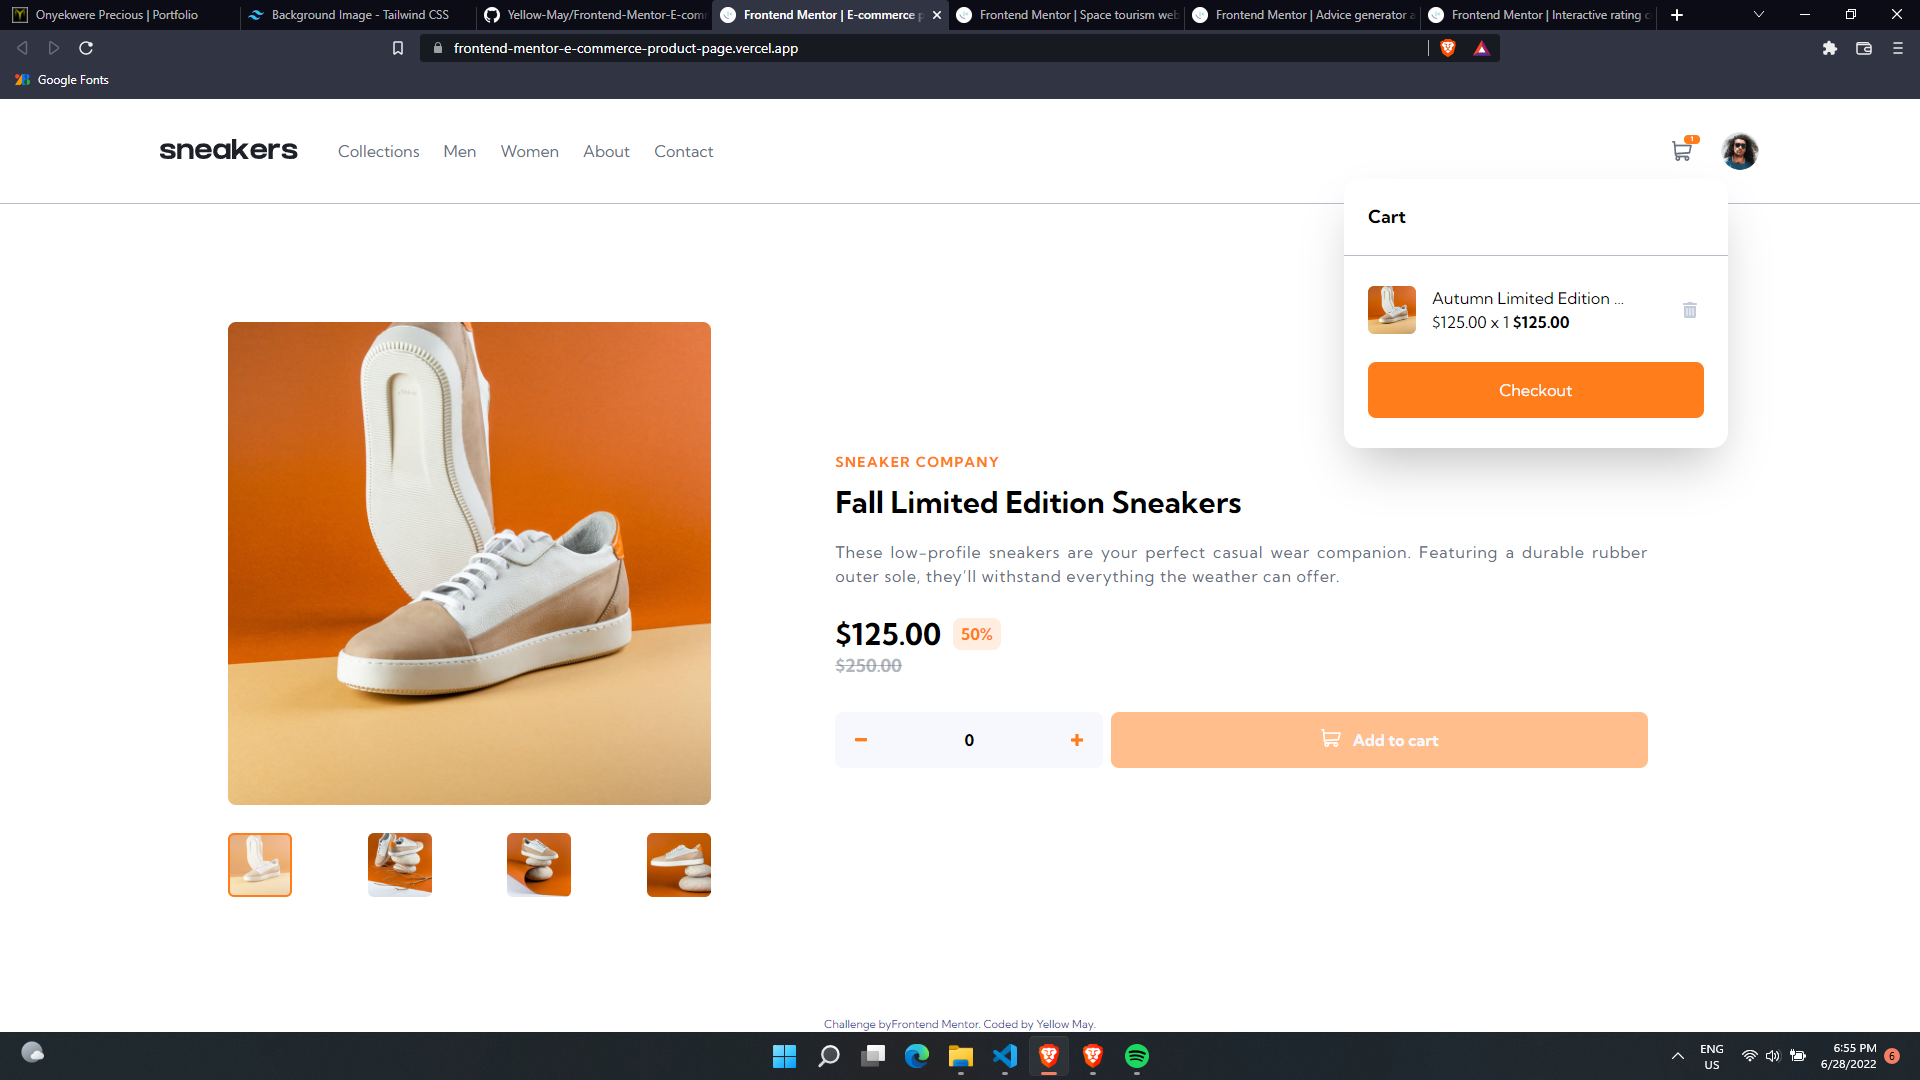 Onyekwere Precious | Portfolio
Background Image - Tailwind CSS
Yellow-May/Frontend-Mentor-E-com
Frontend Mentor | E-commerce p
Frontend Mentor | Space tourism we
Frontend Mentor | Advice generator a
Frontend Mentor | Interactive rating c
frontend-mentor-e-commerce-product-page.vercel.app
Google Fonts
sneakers
Collections
Men
Women
About
Contact
1
Cart
Autumn Limited Edition ...
$125.00 x 1 $125.00
Checkout
SNEAKER COMPANY
Fall Limited Edition Sneakers
These low-profile sneakers are your perfect casual wear companion. Featuring a durable rubber
outer sole, they’ll withstand everything the weather can offer.
$125.00
50%
$250.00
0
Add to cart
Challenge byFrontend Mentor. Coded by Yellow May.
ENG
US
6:55 PM
6/28/2022
6